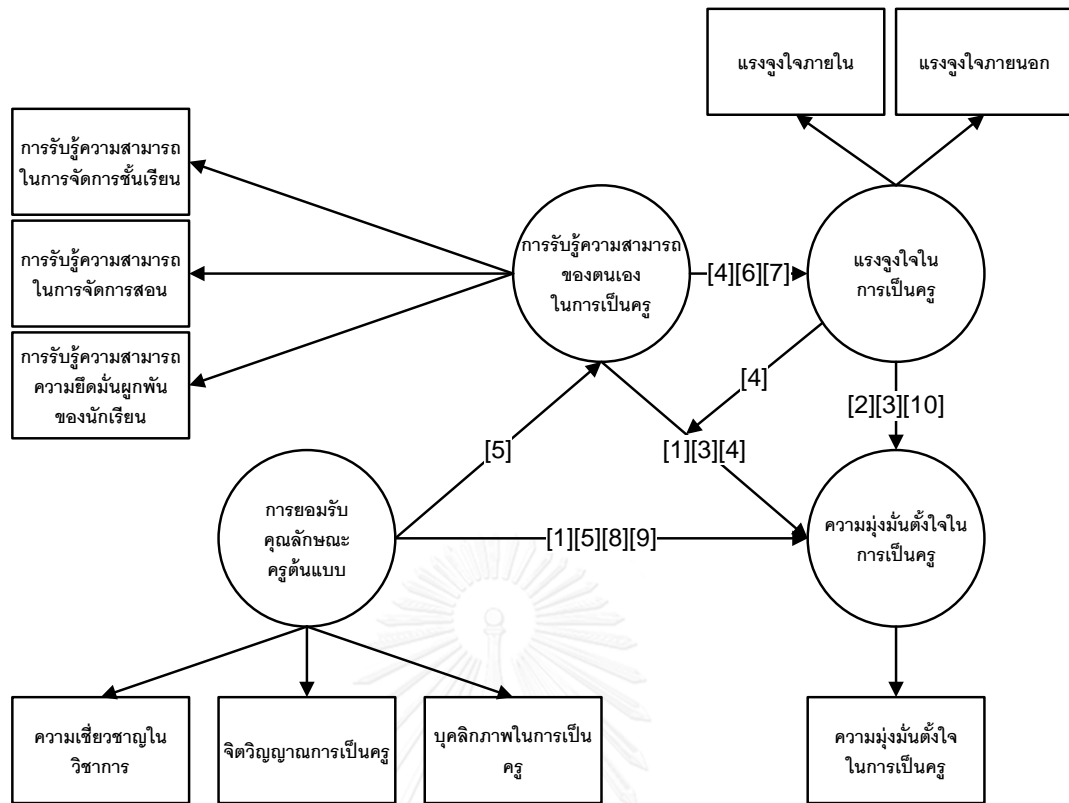 แรงจูงใจภายใน
แรงจูงใจภายนอก
การรับรู้ความสามารถ
ในการจัดการชั้นเรียน
การรับรู้ความสามารถ
ในการจัดการสอน
การรับรู้ความสามารถ
ความยึดมั่นผูกพัน
ของนักเรียน
การรับรู้ความสามารถ
ของตนเอง
ในการเป็นครู
[4][6][7]
แรงจูงใจใน
การเป็นครู
[4]
[2][3][10]
[5]
[1][3][4]
การยอมรับ
คุณลักษณะ
ครูต้นแบบ
[1][5][8][9]
ความมุ่งมั่นตั้งใจใน
การเป็นครู
ความเชี่ยวชาญใน
วิชาการ
จิตวิญญาณการเป็นครู
บุคลิกภาพในการเป็น
ครู
ความมุ่งมั่นตั้งใจ
ในการเป็นครู